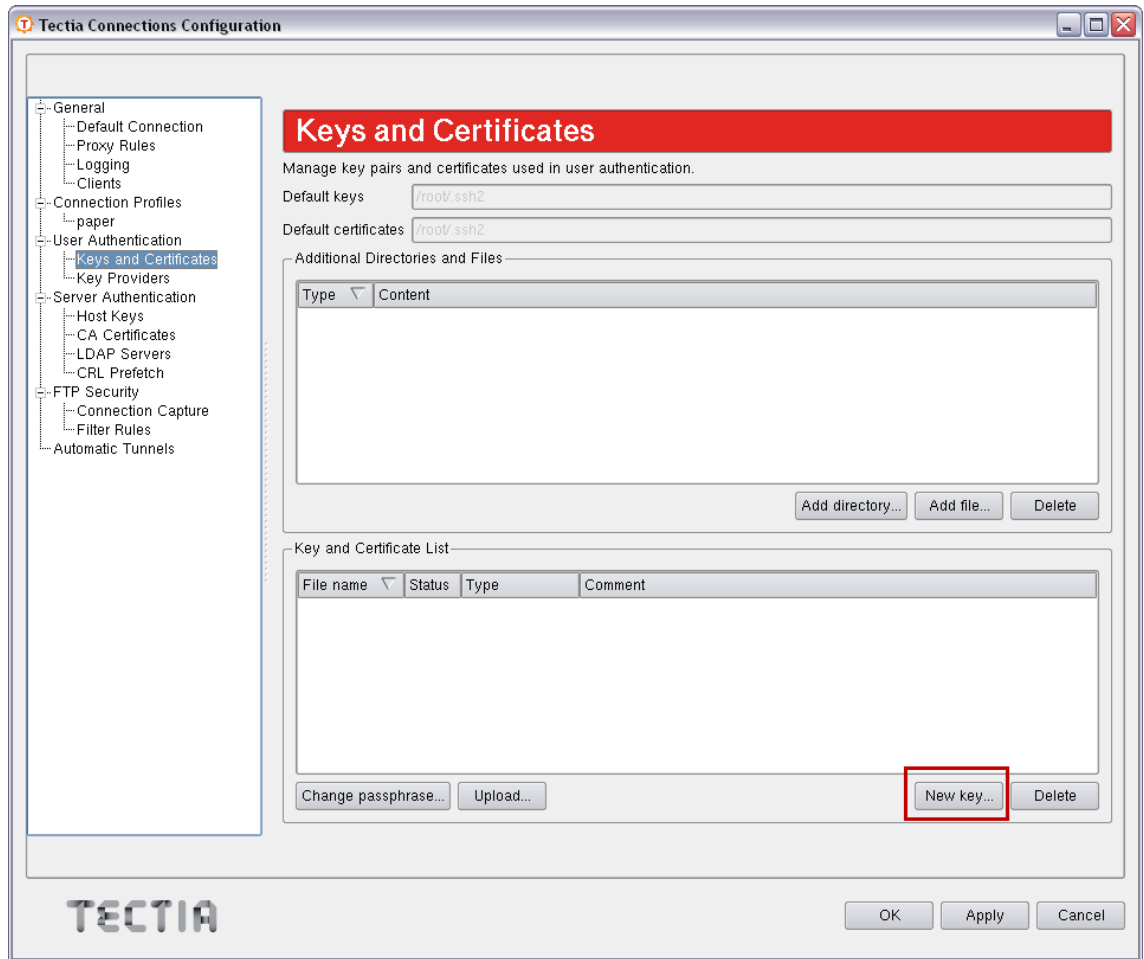 Tectia Connections Configuration
General
Default Connection
Proxy Rules
Logging
Clients
Connection Profiles
paper
User Authentication
Keys and Certificates
Key Providers
Server Authentication
Host Keys
CA Certificates
LDAP Servers
CRL Prefetch
FTP Security
Connection Capture
Filter Rules
Automatic Tunnels
Keys and Certificates
Manage key pairs and certificates used in user authentication.
Default keys /root/.ssh2
Default certificates /root/.ssh2
Additional Directories and Files
Type Content
Add directory... Add file... Delete
Key and Certificate List
File name Status Type Comment
Change passphrase... Upload... New key... Delete
TECTIA
OK Apply Cancel